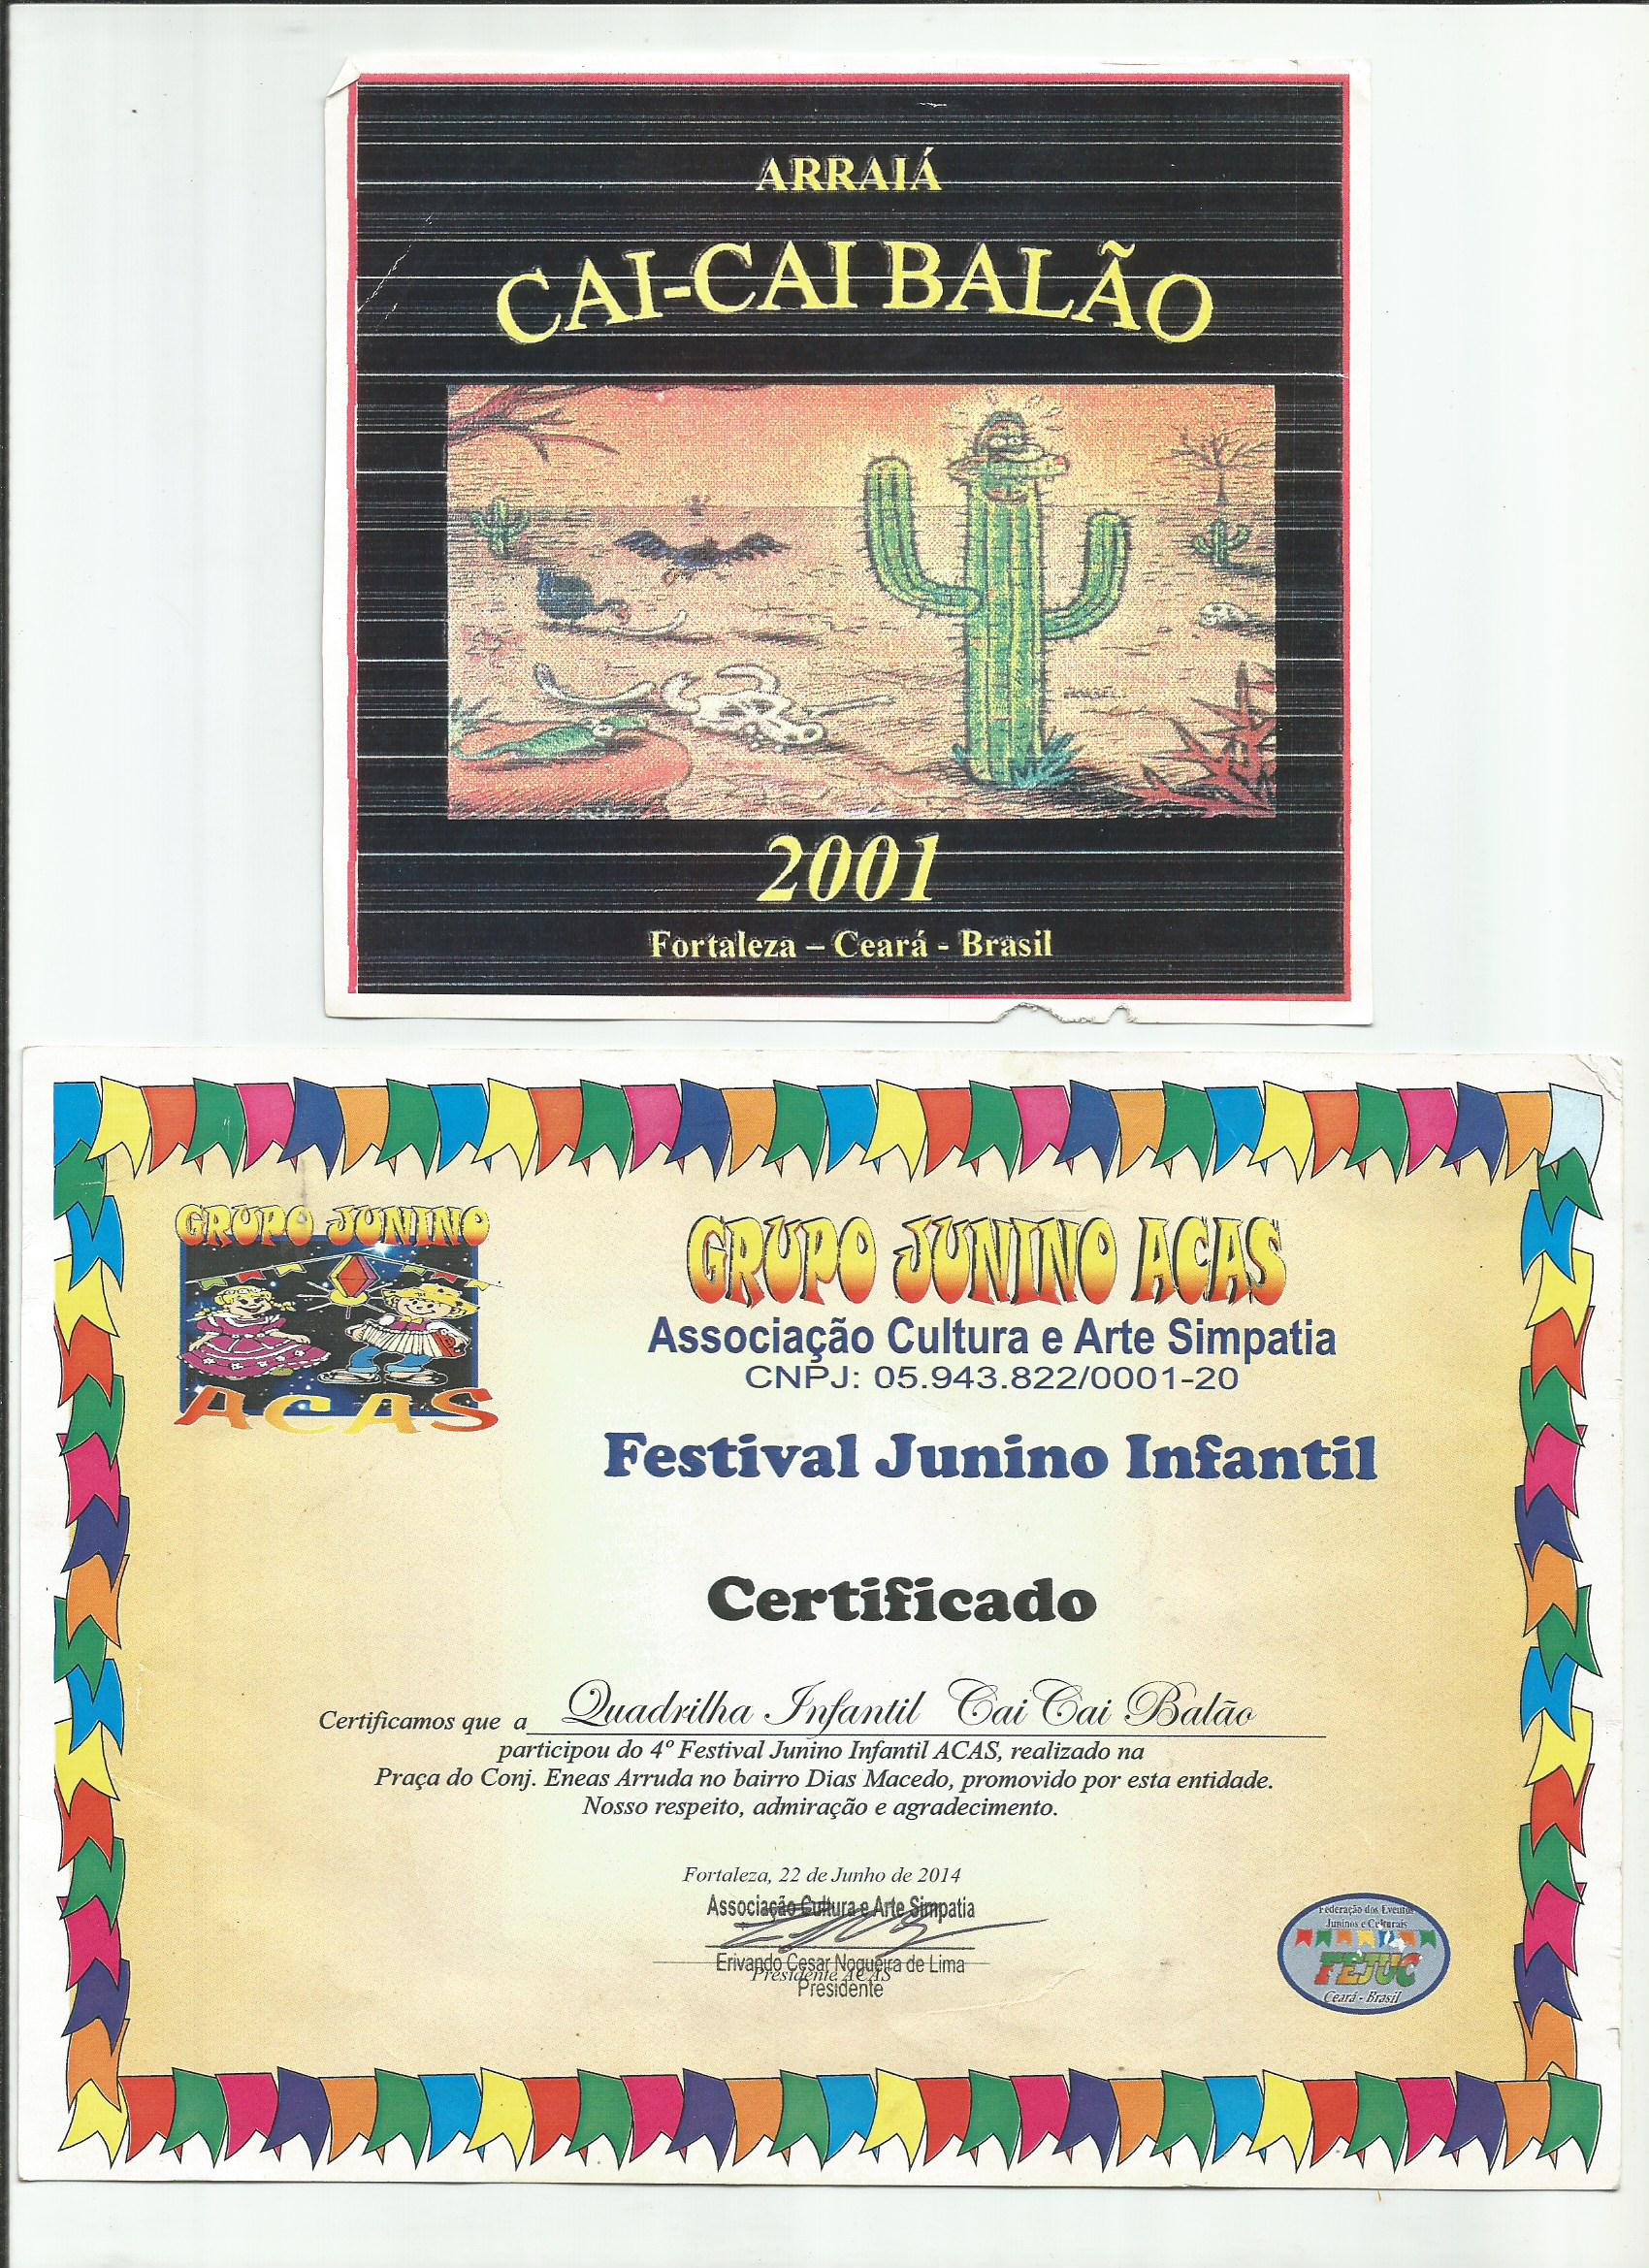 ARRAIÁ
CAI-CAI BALÃO
RANGEL
2001
Fortaleza – Ceará - Brasil
GRUPO JUNINO
ACAS
GRUPO JUNINO ACAS
Associação Cultura e Arte Simpatia
CNPJ: 05.943.822/0001-20
Festival Junino Infantil
Certificado
Certificamos que a Quadrilha Infantil Cai Cai Balão
participou do 4º Festival Junino Infantil ACAS, realizado na
Praça do Conj. Eneas Arruda no bairro Dias Macedo, promovido por esta entidade.
Nosso respeito, admiração e agradecimento.
Fortaleza, 22 de Junho de 2014
Associação Cultura e Arte Simpatia
Erivando Cesar Nogueira de Lima
Presidente ACAS
Presidente
Federação dos Eventos
Juninos e Culturais
FEJUC
Ceará - Brasil